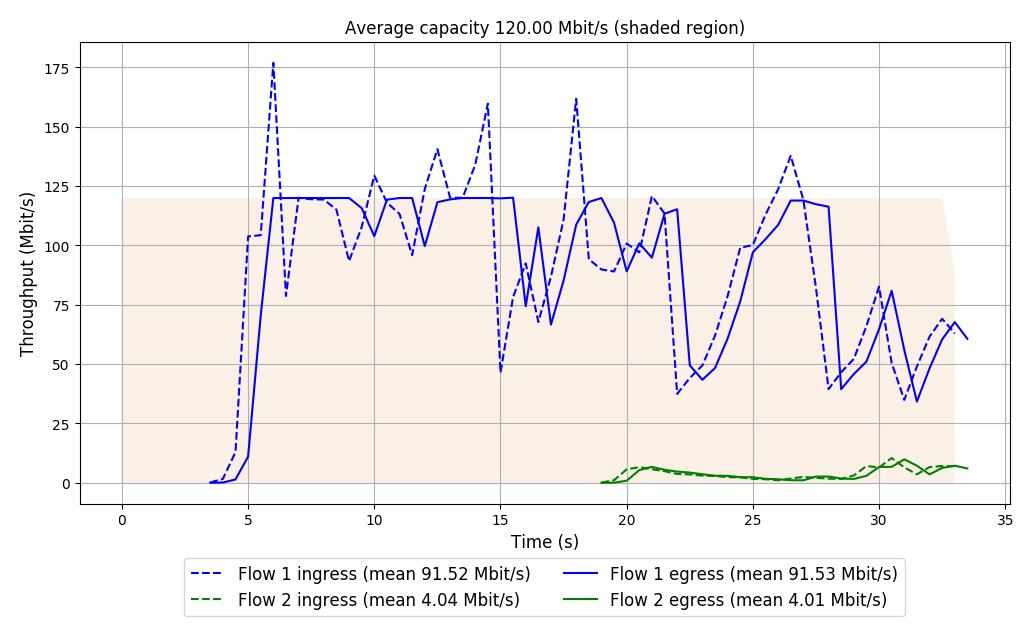 Average capacity 120.00 Mbit/s (shaded region)
Throughput (Mbit/s)
175
150
125
100
75
50
25
0
0 5 10 15 20 25 30 35
Time (s)
Flow 1 ingress (mean 91.52 Mbit/s) Flow 1 egress (mean 91.53 Mbit/s)
Flow 2 ingress (mean 4.04 Mbit/s) Flow 2 egress (mean 4.01 Mbit/s)